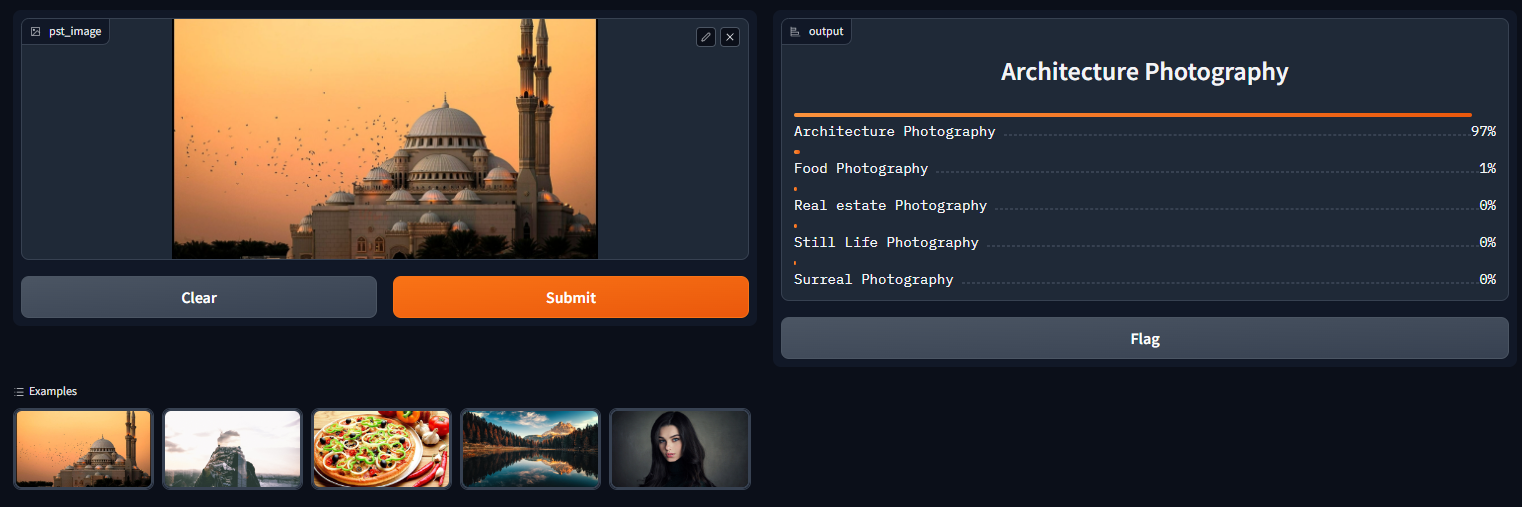 pst_image
Clear
Submit
Examples
output
Architecture Photography
Architecture Photography 97%
Food Photography 1%
Real estate Photography 0%
Still Life Photography 0%
Surreal Photography 0%
Flag